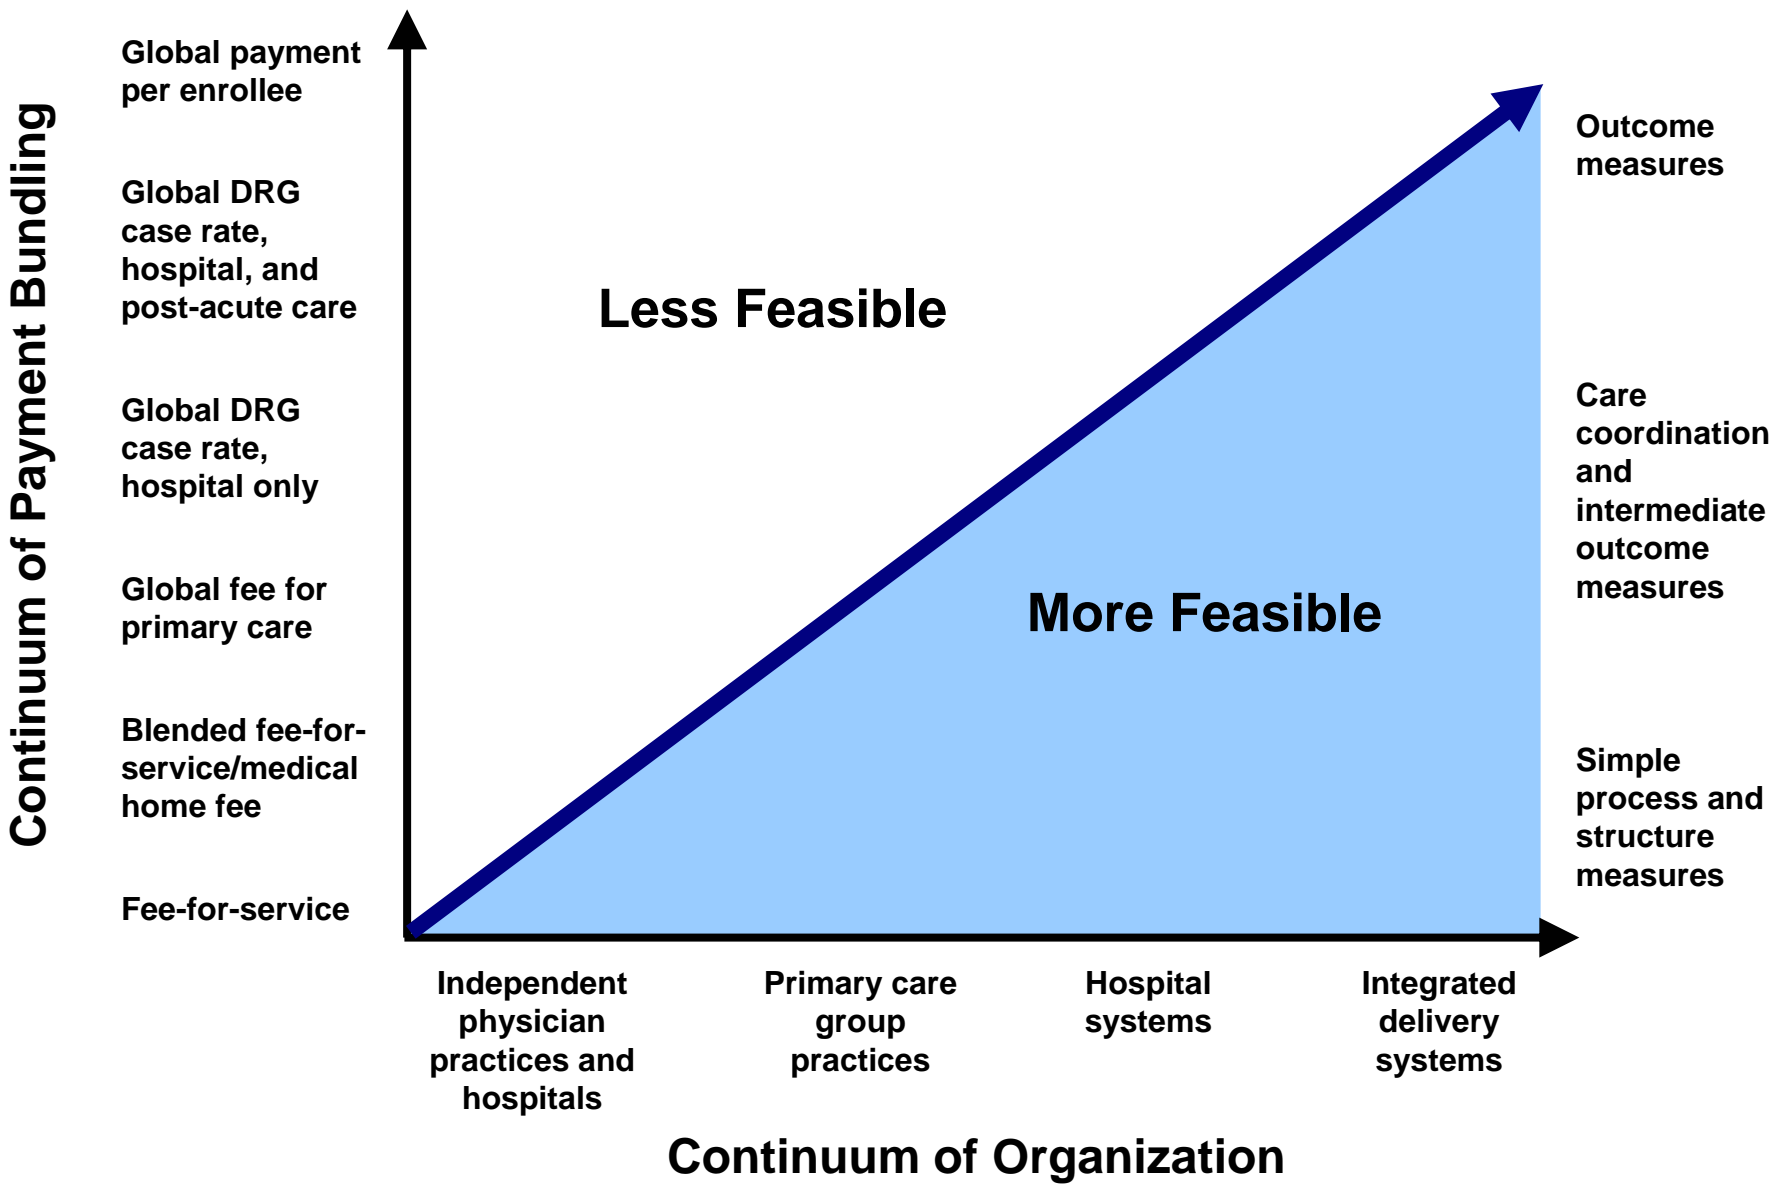 Continuum of Payment Bundling
Global payment
per enrollee
Global DRG
case rate,
hospital, and
post-acute care
Global DRG
case rate,
hospital only
Global fee for
primary care
Blended fee-for-
service/medical
home fee
Fee-for-service
Less Feasible
More Feasible
Outcome
measures
Care
coordination
and
intermediate
outcome
measures
Simple
process and
structure
measures
Independent
physician
practices and
hospitals
Primary care
group
practices
Hospital
systems
Integrated
delivery
systems
Continuum of Organization